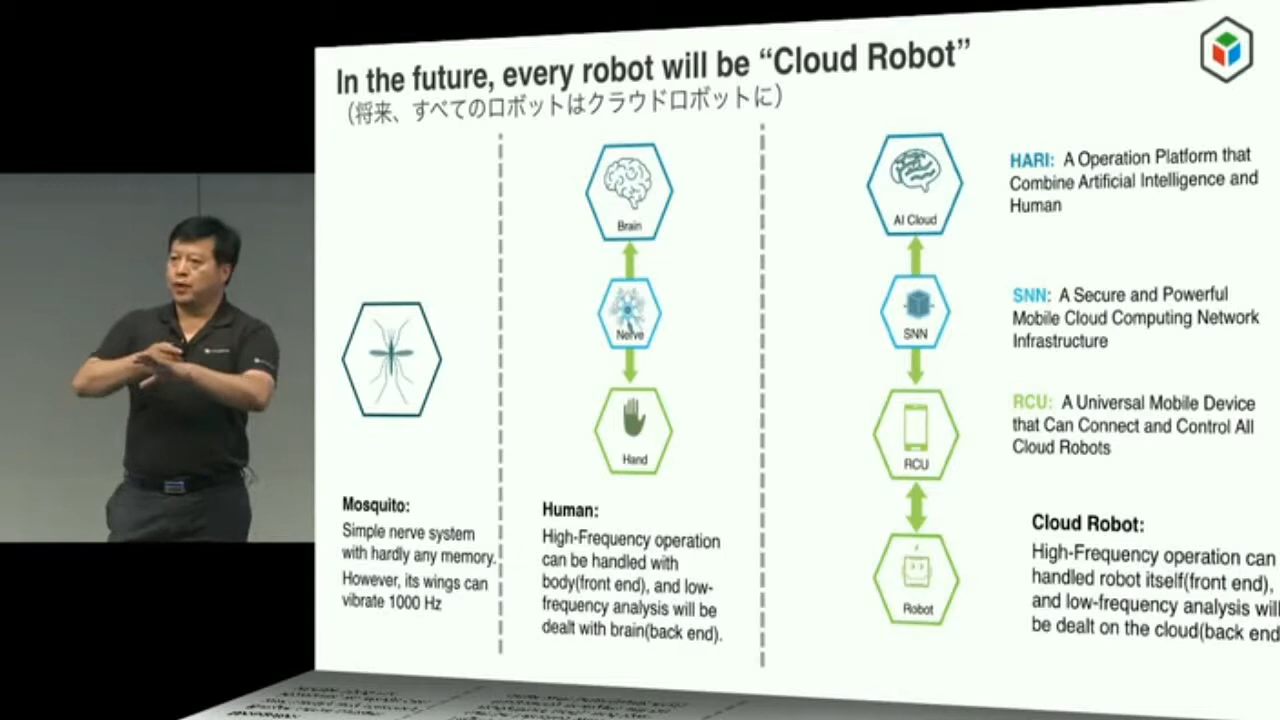 In the future, every robot will be “Cloud Robot”
（将来、すべてのロボットはクラウドロボットに）
Mosquito:
Simple nerve system
with hardly any memory.
However, its wings can
vibrate 1000 Hz
Brain
Nerve
Hand
Human:
High-Frequency operation
can be handled with
body(front end), and low-
frequency analysis will be
dealt with brain(back end).
AI Cloud
SNN
RCU
Robot
HARI: A Operation Platform that
Combine Artificial Intelligence and
Human
SNN: A Secure and Powerful
Mobile Cloud Computing Network
Infrastructure
RCU: A Universal Mobile Device
that Can Connect and Control All
Cloud Robots
Cloud Robot:
High-Frequency operation can
handled robot itself(front end),
and low-frequency analysis will
be dealt on the cloud(back end